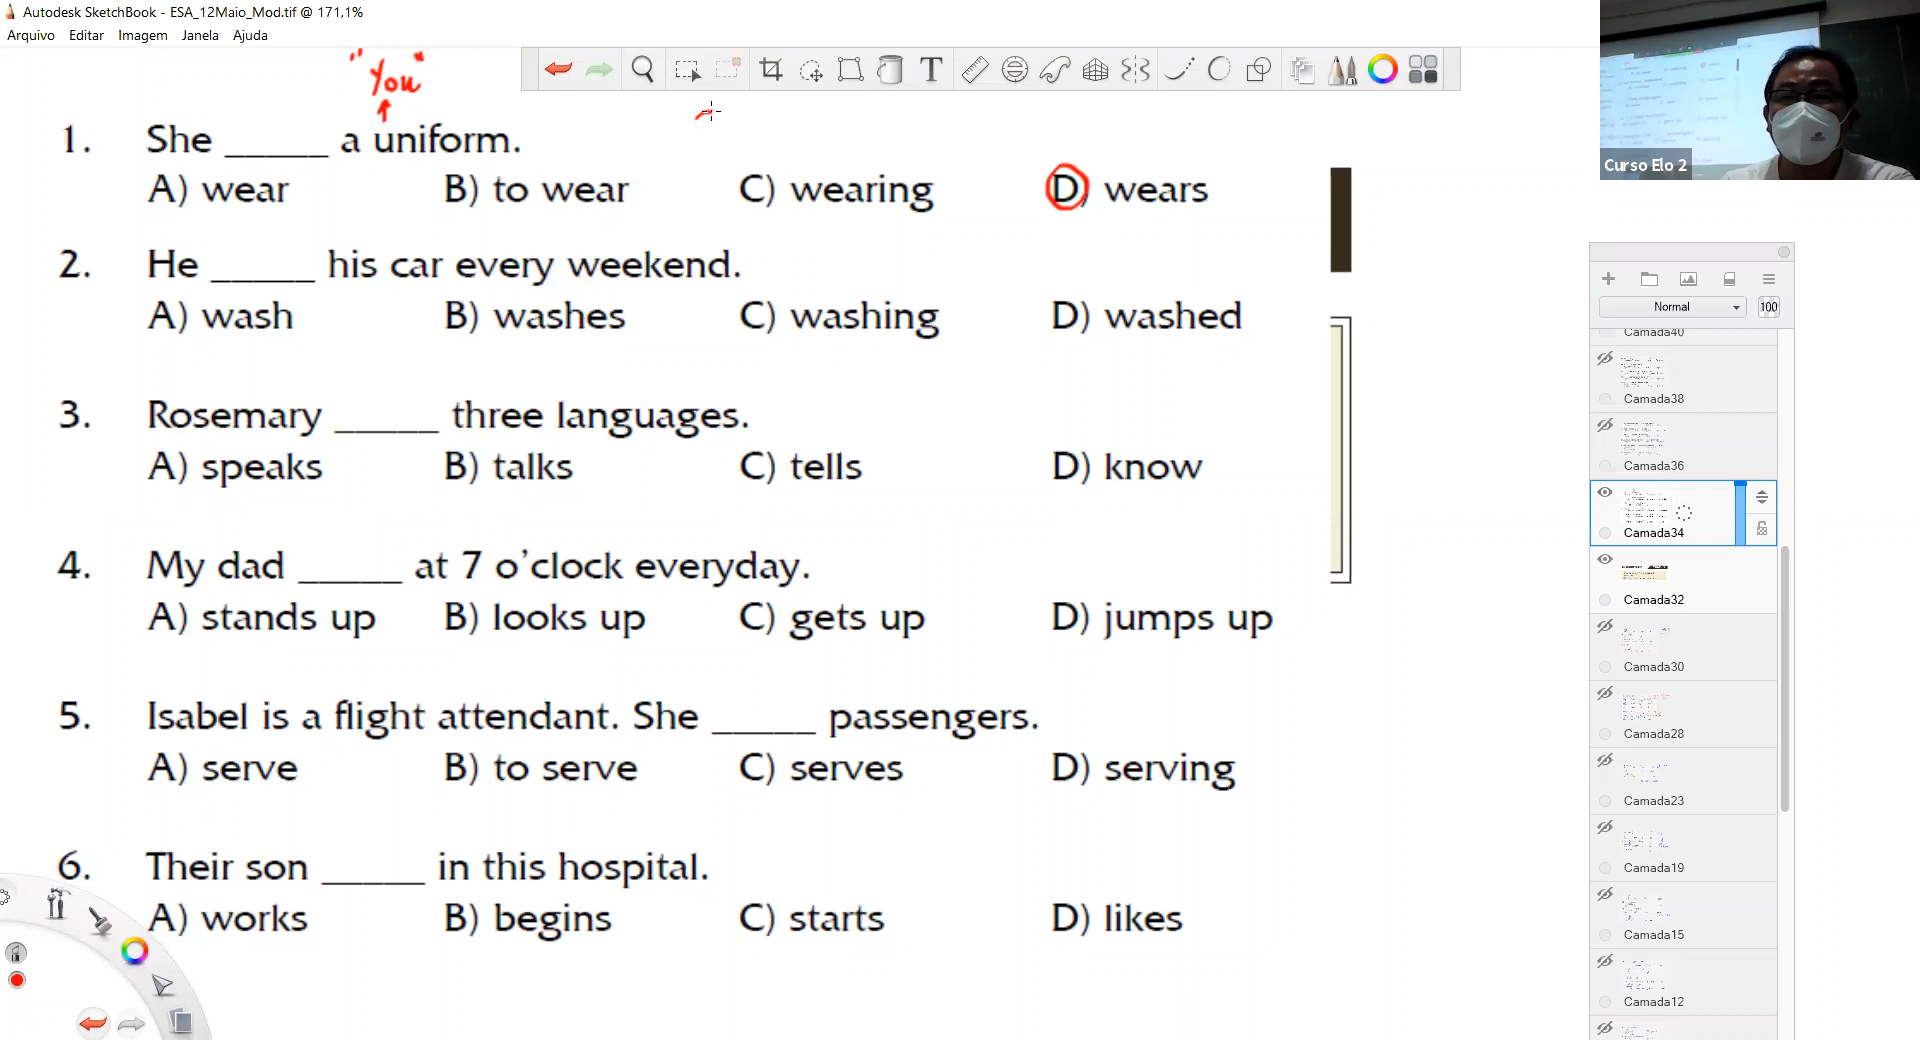 Autodesk SketchBook - ESA_12Maio_Mod.tif @ 171,1%
Arquivo Editar Imagem Janela Ajuda
"You"
T
Curso Elo 2
1. She _____ a uniform.
A) wear B) to wear C) wearing D) wears
2. He _____ his car every weekend.
A) wash B) washes C) washing D) washed
3. Rosemary _____ three languages.
A) speaks B) talks C) tells D) know
4. My dad _____ at 7 o'clock everyday.
A) stands up B) looks up C) gets up D) jumps up
5. Isabel is a flight attendant. She _____ passengers.
A) serve B) to serve C) serves D) serving
6. Their son _____ in this hospital.
A) works B) begins C) starts D) likes
Normal 100
Camada40
Camada38
Camada36
Camada34
Camada32
Camada30
Camada28
Camada23
Camada19
Camada15
Camada12